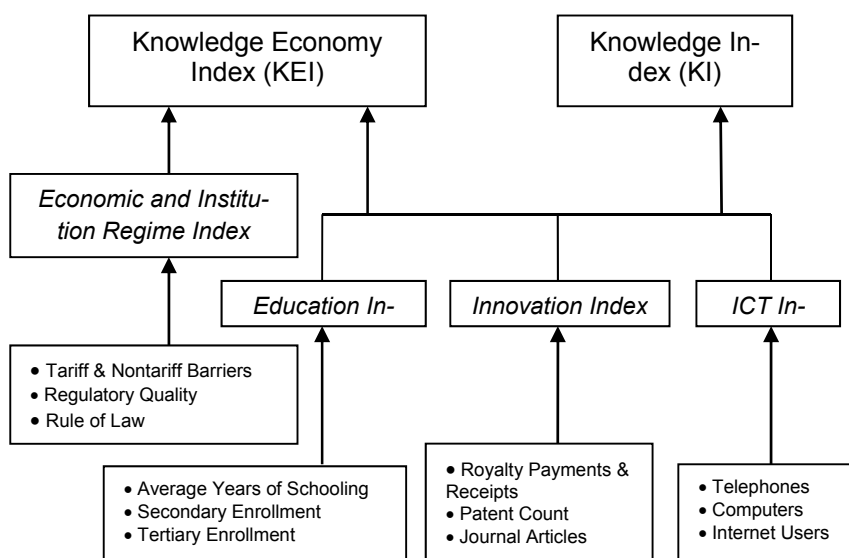 Knowledge Economy
Index (KEI)
Knowledge In-
dex (KI)
Economic and Institu-
tion Regime Index
Education In-
Innovation Index
ICT In-
• Tariff & Nontariff Barriers
• Regulatory Quality
• Rule of Law
• Average Years of Schooling
• Secondary Enrollment
• Tertiary Enrollment
• Royalty Payments &
Receipts
• Patent Count
• Journal Articles
• Telephones
• Computers
• Internet Users